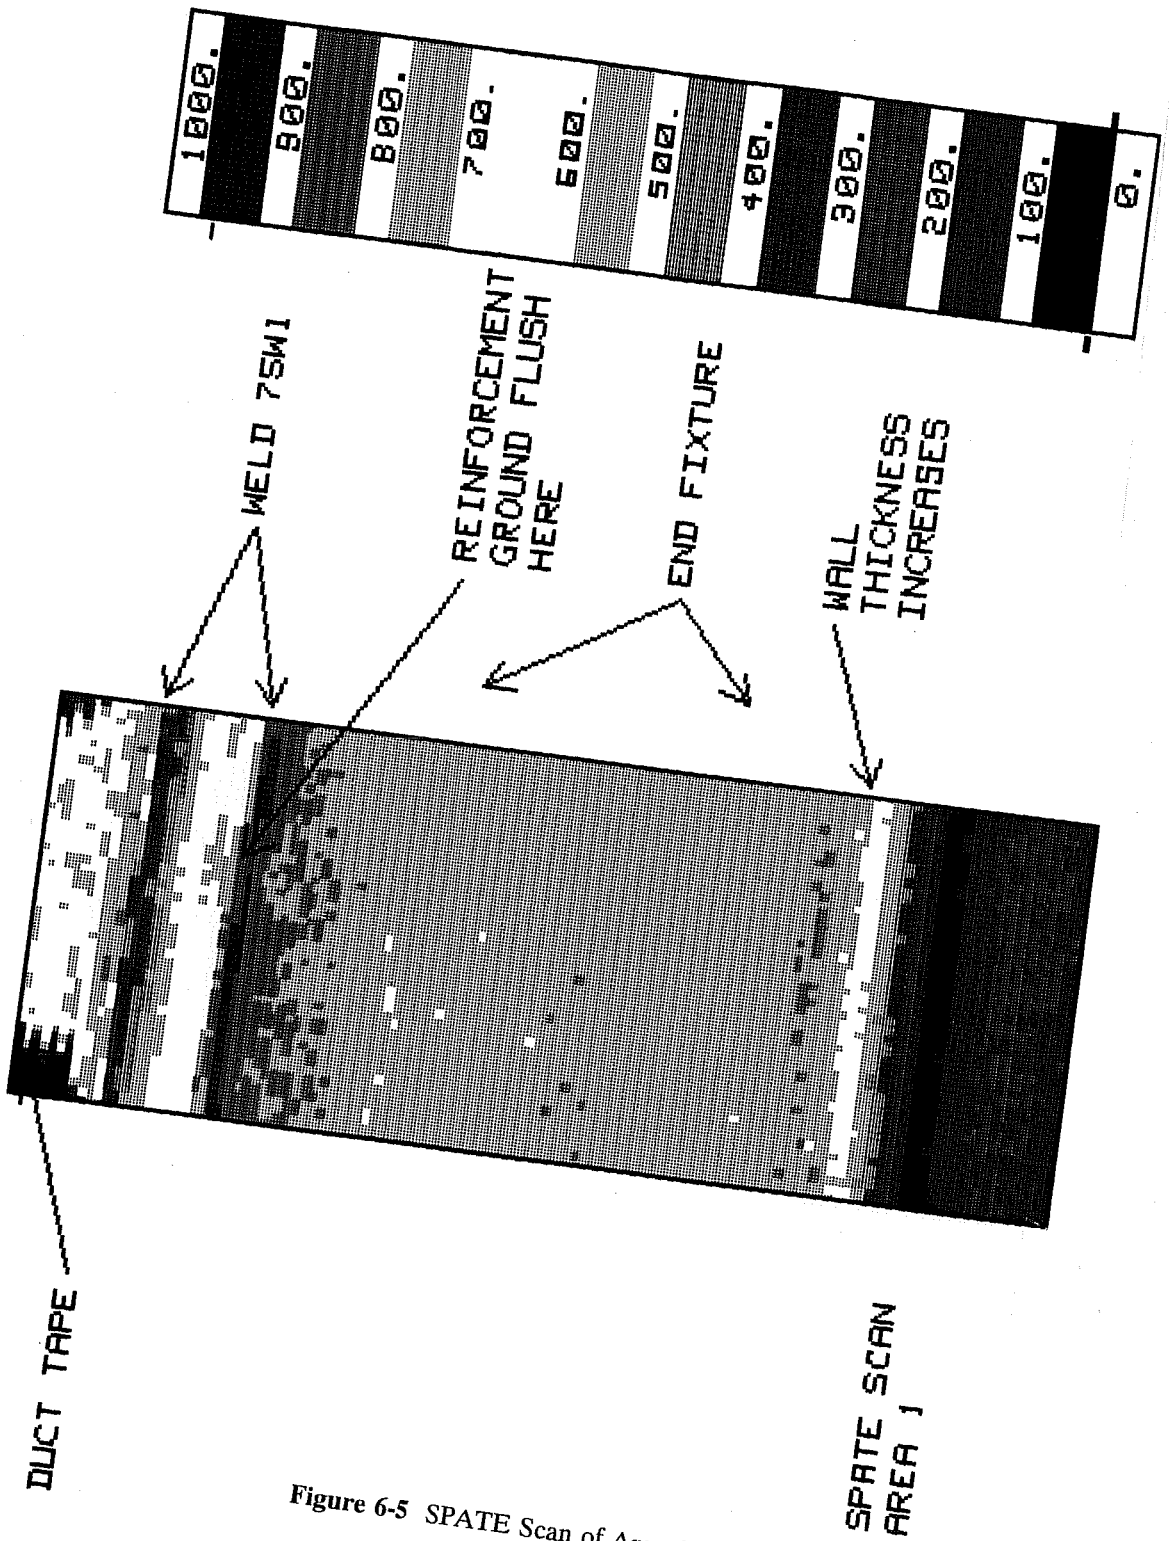 1000.
900.
800.
700.
600.
500.
400.
300.
200.
100.
0.
WELD 7SW1
REINFORCEMENT
GROUND FLUSH
HERE
END FIXTURE
WALL
THICKNESS
INCREASES
DUCT TAPE
SPATE SCAN
AREA 1
Figure 6-5 SPATE Scan of